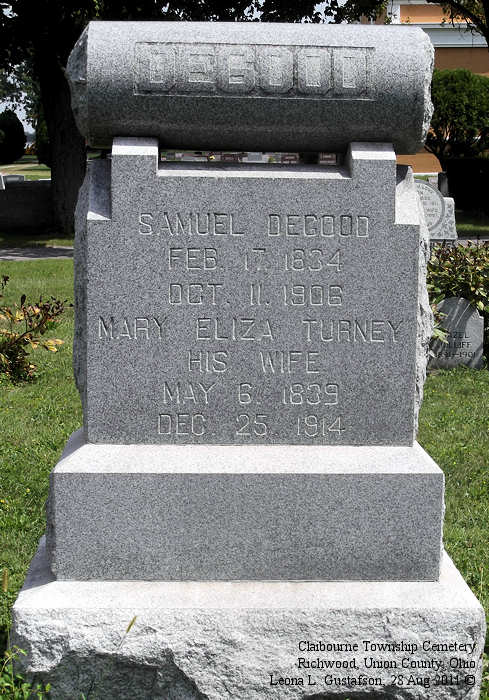 DEGOOD
SAMUEL DEGOOD
FEB. 17. 1834
OCT. 11. 1906
MARY ELIZA TURNEY
HIS WIFE
MAY 6. 1839
DEC 25. 1914
Claibourne Township Cemetery
Richwood, Union County, Ohio
Leona L. Gustafson, 28 Aug 2011 ©